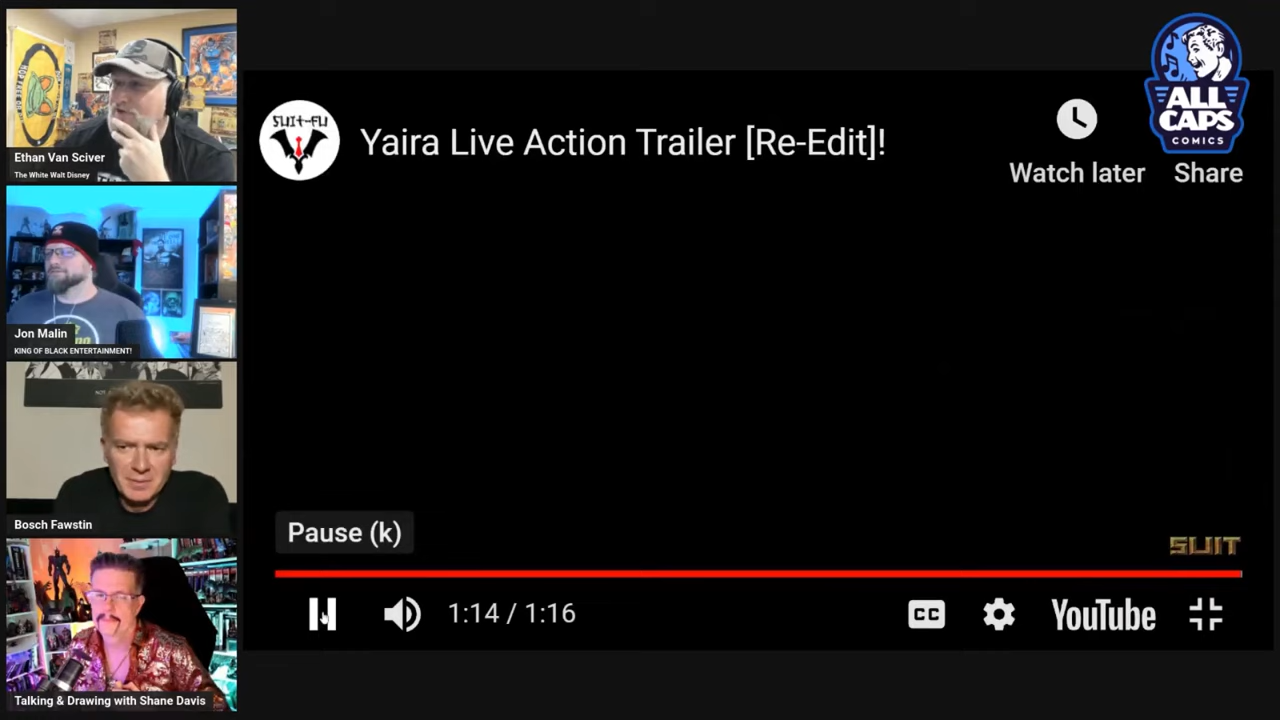 Ethan Van Sciver
The White Walt Disney
Jon Malin
KING OF BLACK ENTERTAINMENT!
NOT
Bosch Fawstin
Talking & Drawing with Shane Davis
SUIT-FU
Yaira Live Action Trailer [Re-Edit]!
Watch later
Share
ALL
CAPS
COMICS
Pause (k)
SUIT
1:14 / 1:16
CC
YouTube